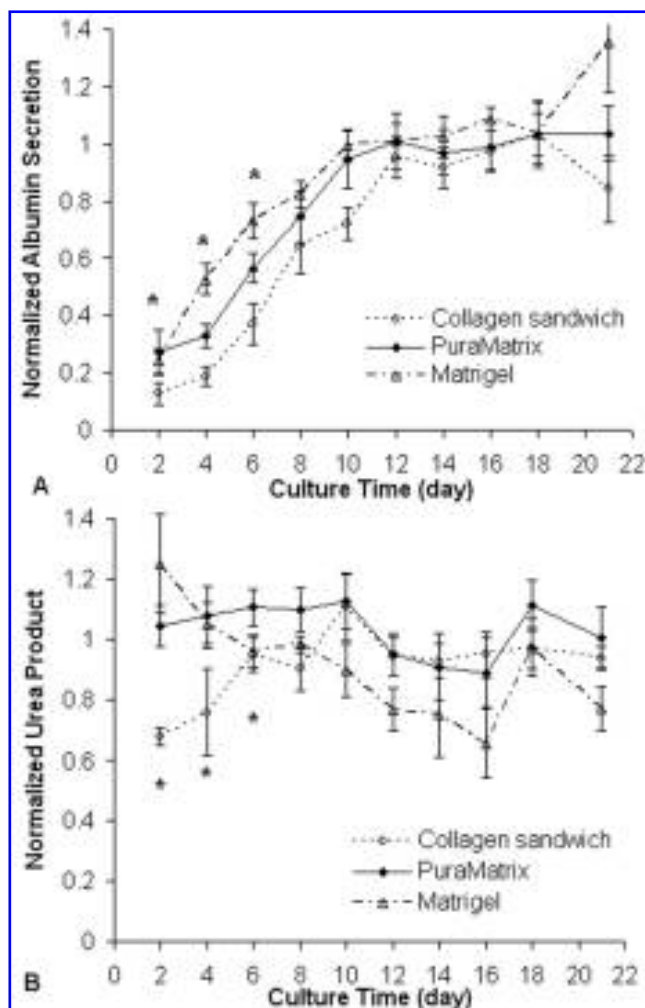 1.4
1.2
1
0.8
0.6
0.4
0.2
0
Normalized Albumin Secretion
*
*
*
Collagen sandwich
PuraMatrix
Matrigel
0 2 4 6 8 10 12 14 16 18 20 22
A
Culture Time (day)
1.4
1.2
1
0.8
0.6
0.4
0.2
0
Normalized Urea Product
*
*
*
Collagen sandwich
PuraMatrix
Matrigel
0 2 4 6 8 10 12 14 16 18 20 22
B
Culture Time (day)